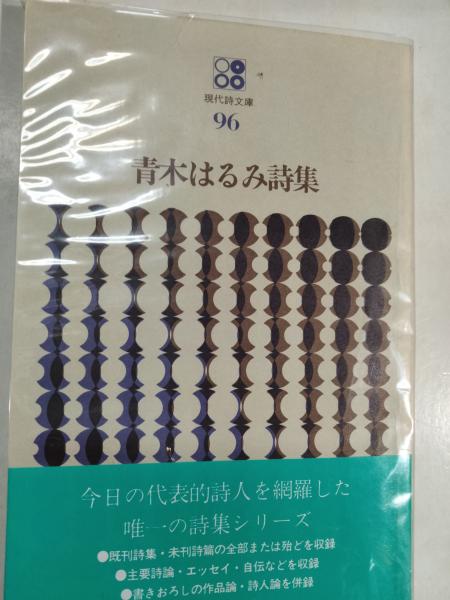 現代詩文庫
96
青木はるみ詩集
今日の代表的詩人を網羅した
唯一の詩集シリーズ
●既刊詩集・未刊詩篇の全部または殆どを収録
●主要詩論・エッセイ・自伝などを収録
●書きおろしの作品論・詩人論を併録